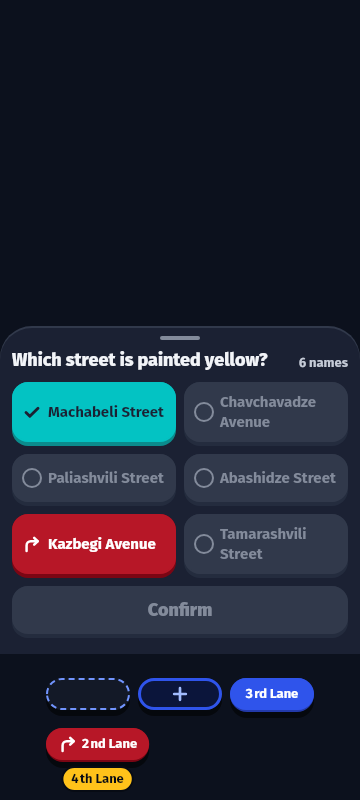 Which street is painted yellow?
6 names
Machabeli Street
Chavchavadze
Avenue
Paliashvili Street
Abashidze Street
Kazbegi Avenue
Tamarashvili
Street
Confirm
3rd Lane
2nd Lane
4th Lane